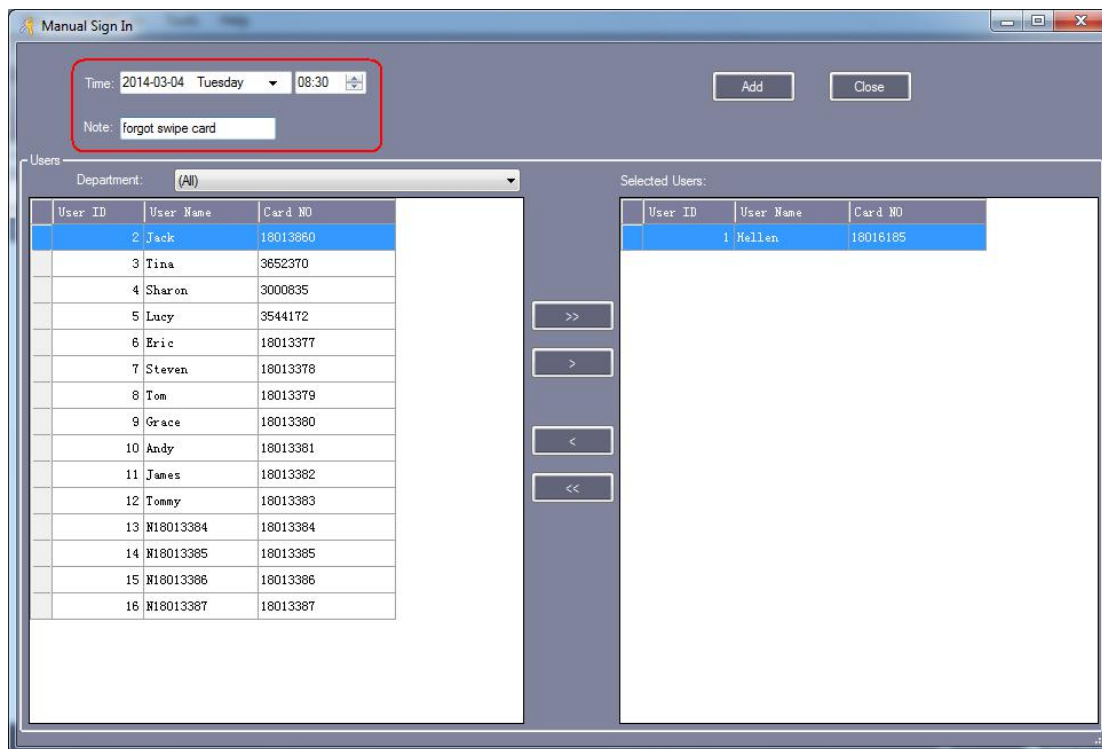 Manual Sign In
Time: 2014-03-04 Tuesday 08:30
Add Close
Note: forgot swipe card
Users
Department: (All)
Selected Users:
User ID User Name Card NO
2 Jack 18013860
3 Tina 3652370
4 Sharon 3000835
5 Lucy 3544172
6 Eric 18013377
7 Steven 18013378
8 Tom 18013379
9 Grace 18013380
10 Andy 18013381
11 James 18013382
12 Tommy 18013383
13 N18013384 18013384
14 N18013385 18013385
15 N18013386 18013386
16 N18013387 18013387
>>
>
<
<<
User ID User Name Card NO
1 Hellen 18016185